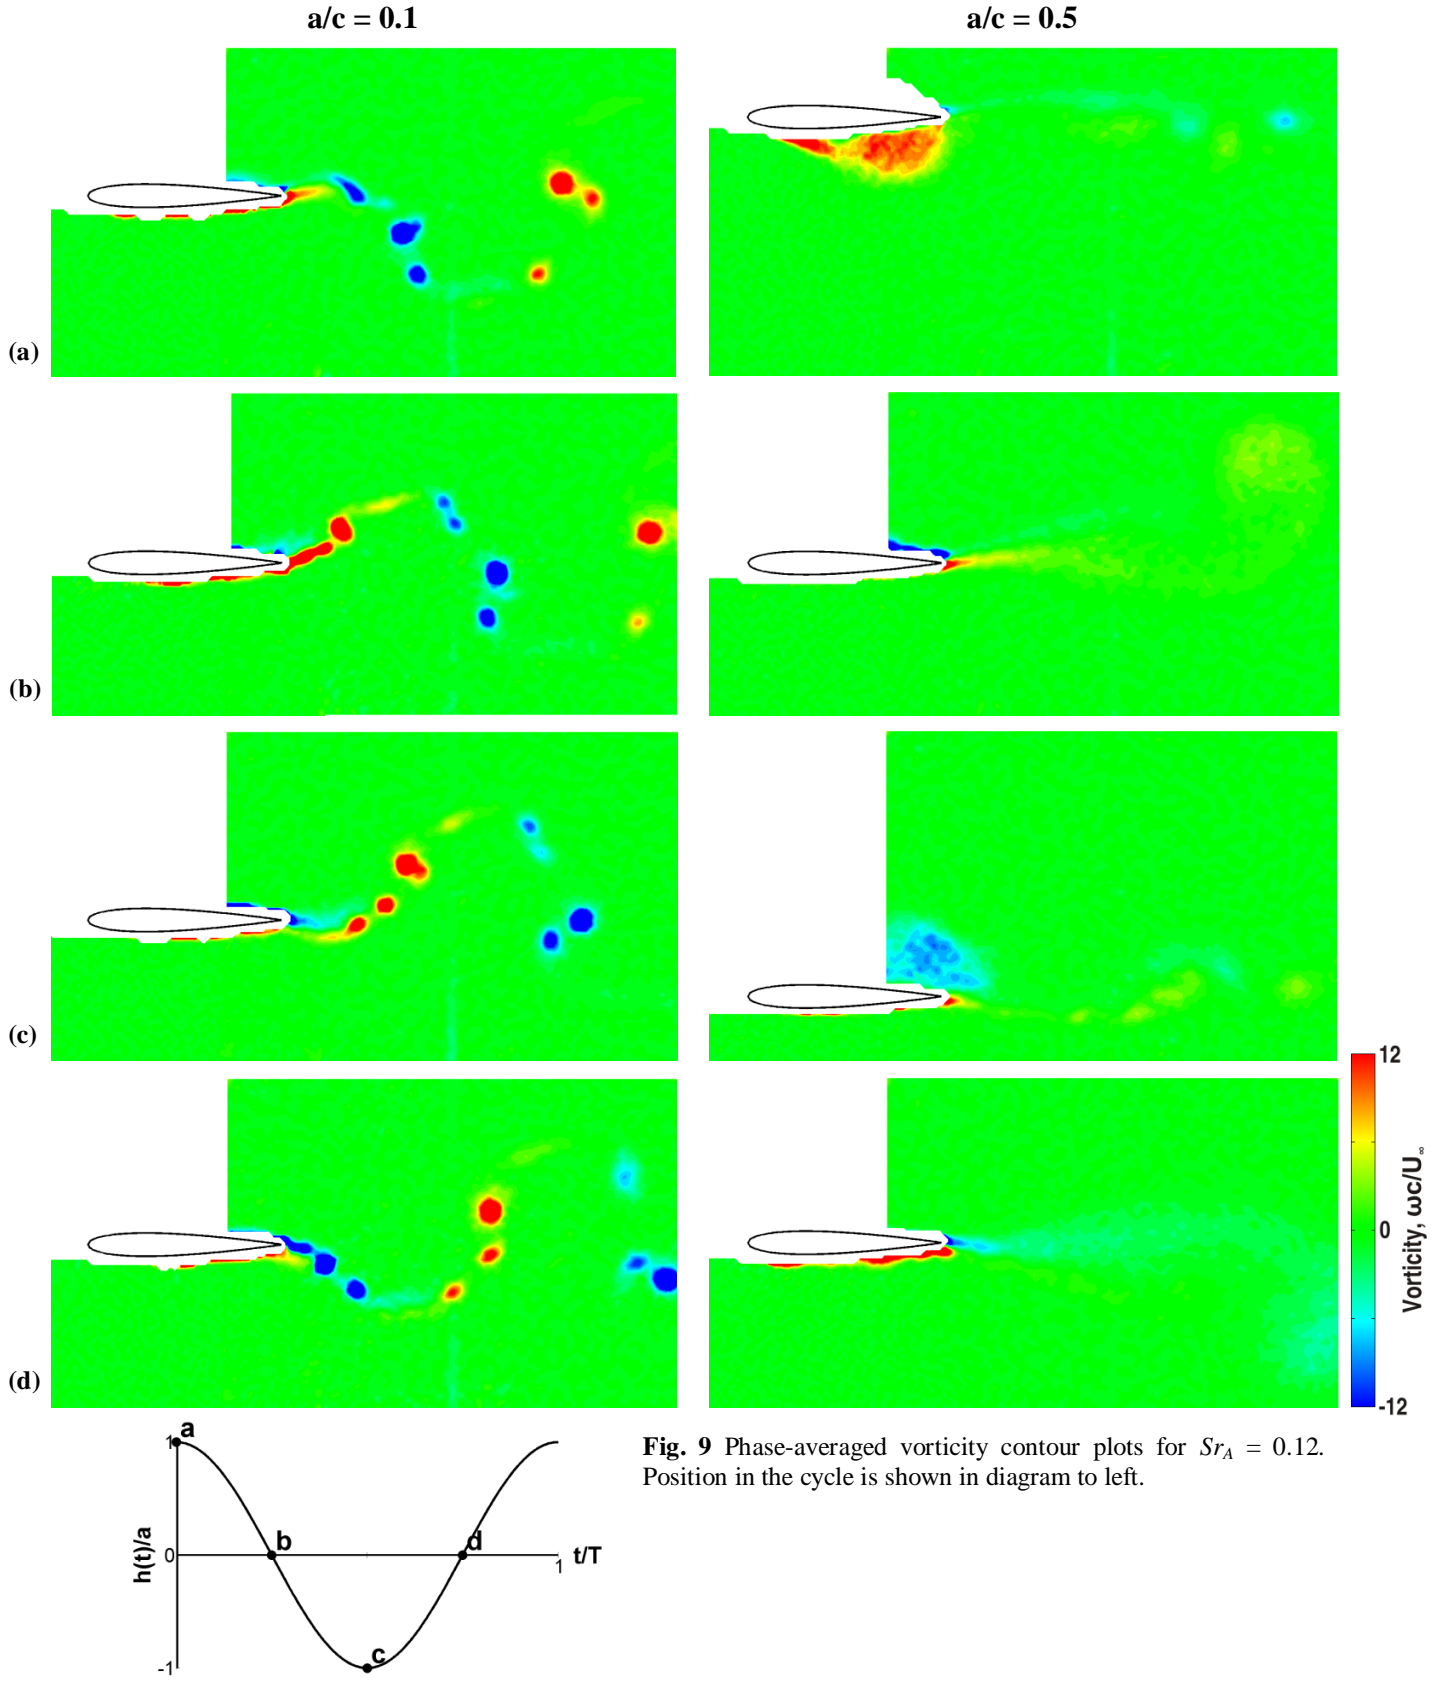 a/c = 0.1
a/c = 0.5
(a)
(b)
(c)
(d)
12
0
-12
Vorticity, ωc/U∞
1
a
b
d
0
t/T
1
h(t)/a
c
-1
Fig. 9 Phase-averaged vorticity contour plots for SrA = 0.12.
Position in the cycle is shown in diagram to left.